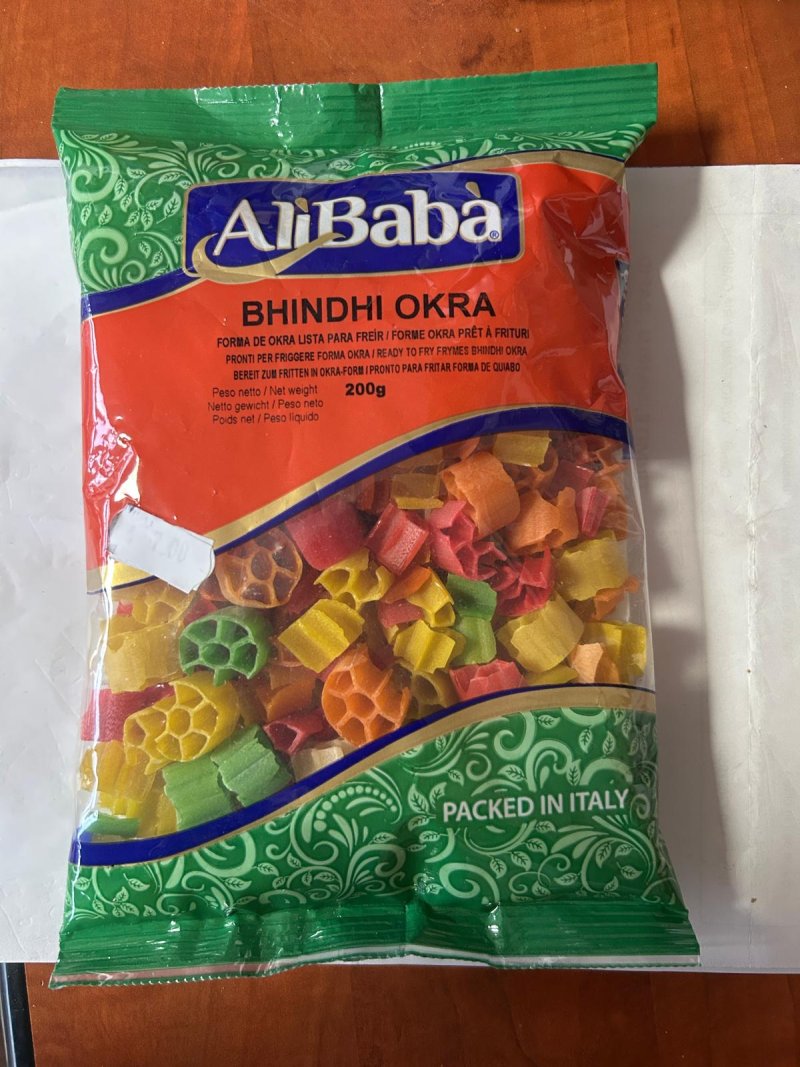 AlìBabà®
BHINDHI OKRA
FORMA DE OKRA LISTA PARA FREÍR / FORME OKRA PRÊT À FRITURI
PRONTI PER FRIGGERE FORMA OKRA / READY TO FRY FRYMES BHINDHI OKRA
BEREIT ZUM FRITTEN IN OKRA-FORM / PRONTO PARA FRITAR FORMA DE QUIABO
Peso netto / Net weight 200g
Netto gewicht / Peso neto
Poids net / Peso líquido
PACKED IN ITALY